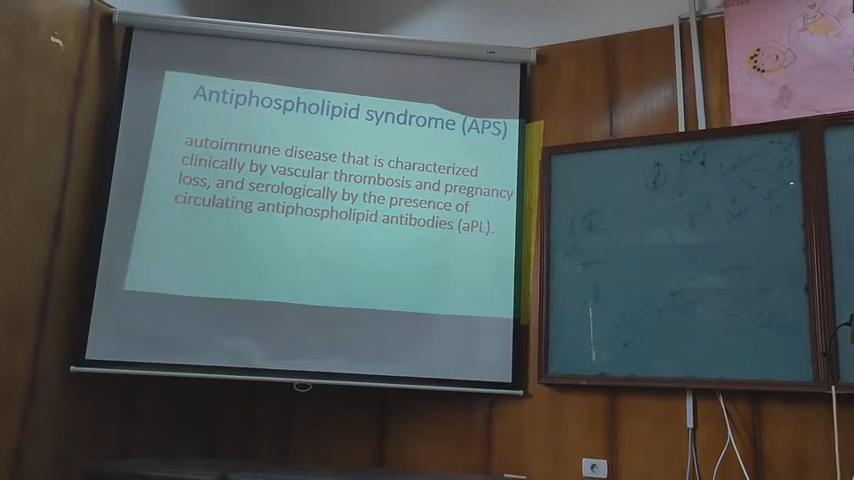 Antiphospholipid syndrome (APS)
autoimmune disease that is characterized
clinically by vascular thrombosis and pregnancy
loss, and serologically by the presence of
circulating antiphospholipid antibodies (aPL).